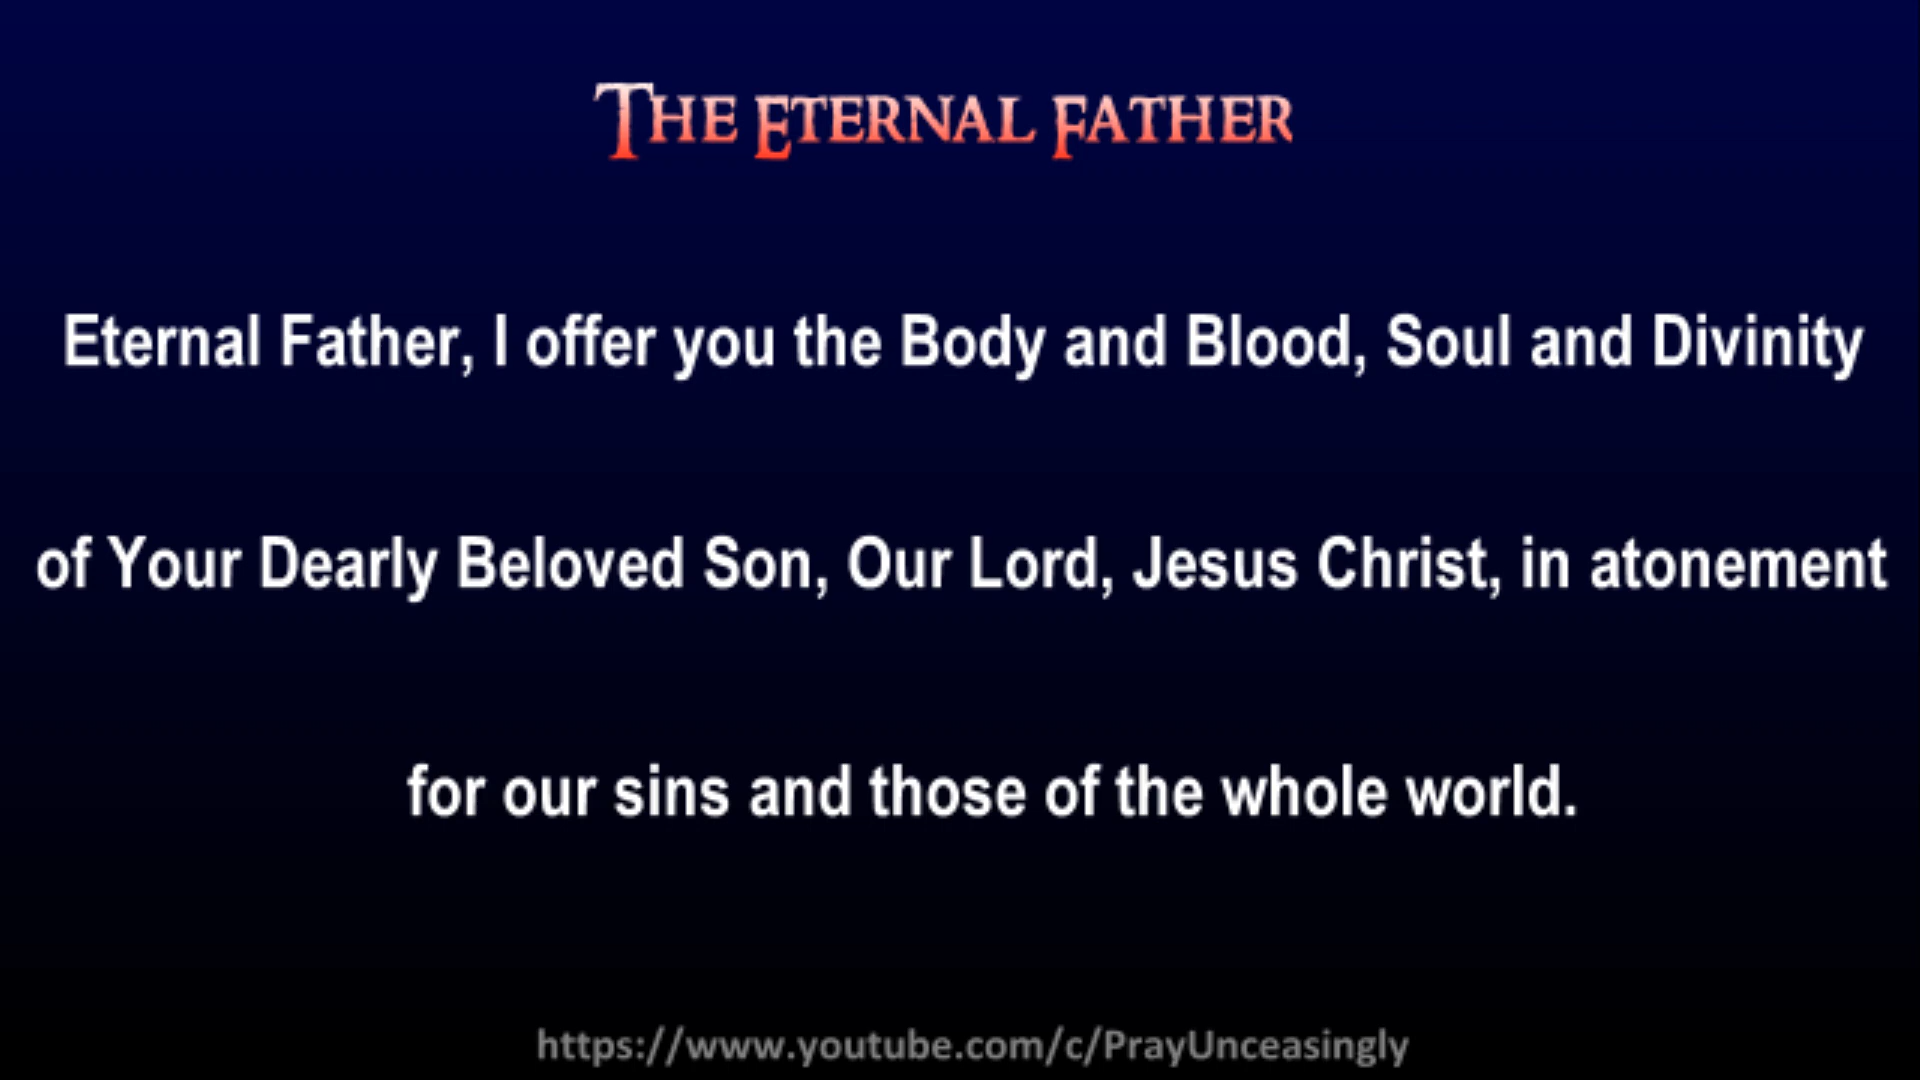 THE ETERNAL FATHER
Eternal Father, I offer you the Body and Blood, Soul and Divinity
of Your Dearly Beloved Son, Our Lord, Jesus Christ, in atonement
for our sins and those of the whole world.
https://www.youtube.com/c/PrayUnceasingly